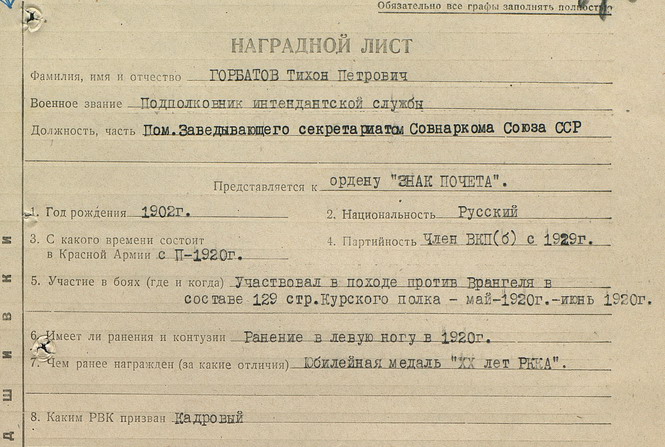 Обязательно все графы заполнять полностью
НАГРАДНОЙ ЛИСТ
Фамилия, имя и отчество ГОРБАТОВ Тихон Петрович
Военное звание Подполковник интендантской службы
Должность, часть Пом.Заведывающего секретариатом Совнаркома Союза ССР
Представляется к ордену "ЗНАК ПОЧЕТА".
1. Год рождения 1902г. 2. Национальность Русский
3. С какого времени состоит
в Красной Армии с П-1920г. 4. Партийность Член ВКП(б) с 1929г.
5. Участие в боях (где и когда) Участвовал в походе против Врангеля в
составе 129 стр.Курского полка - май-1920г.-июнь 1920г.
6. Имеет ли ранения и контузии Ранение в левую ногу в 1920г.
7. Чем ранее награжден (за какие отличия) Юбилейная медаль "XX лет РККА".
8. Каким РВК призван Кадровый